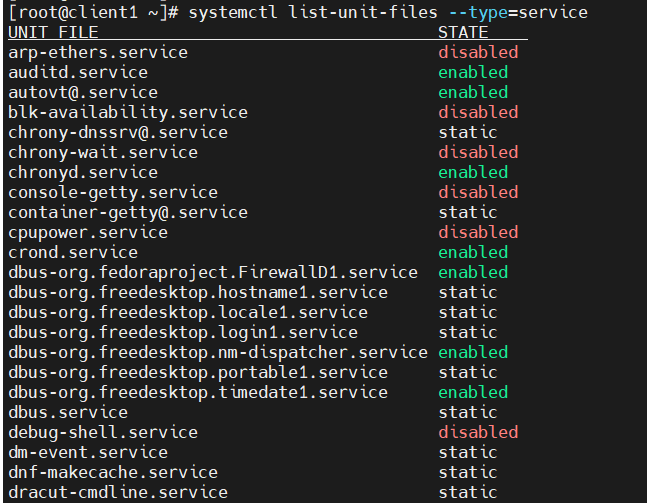 [root@client1 ~]# systemctl list-unit-files --type=service
UNIT FILE STATE
arp-ethers.service disabled
auditd.service enabled
autovt@.service enabled
blk-availability.service disabled
chrony-dnssrv@.service static
chrony-wait.service disabled
chronyd.service enabled
console-getty.service disabled
container-getty@.service static
cpupower.service disabled
crond.service enabled
dbus-org.fedoraproject.FirewallD1.service enabled
dbus-org.freedesktop.hostname1.service static
dbus-org.freedesktop.locale1.service static
dbus-org.freedesktop.login1.service static
dbus-org.freedesktop.nm-dispatcher.service enabled
dbus-org.freedesktop.portable1.service static
dbus-org.freedesktop.timedate1.service enabled
dbus.service static
debug-shell.service disabled
dm-event.service static
dnf-makecache.service static
dracut-cmdline.service static